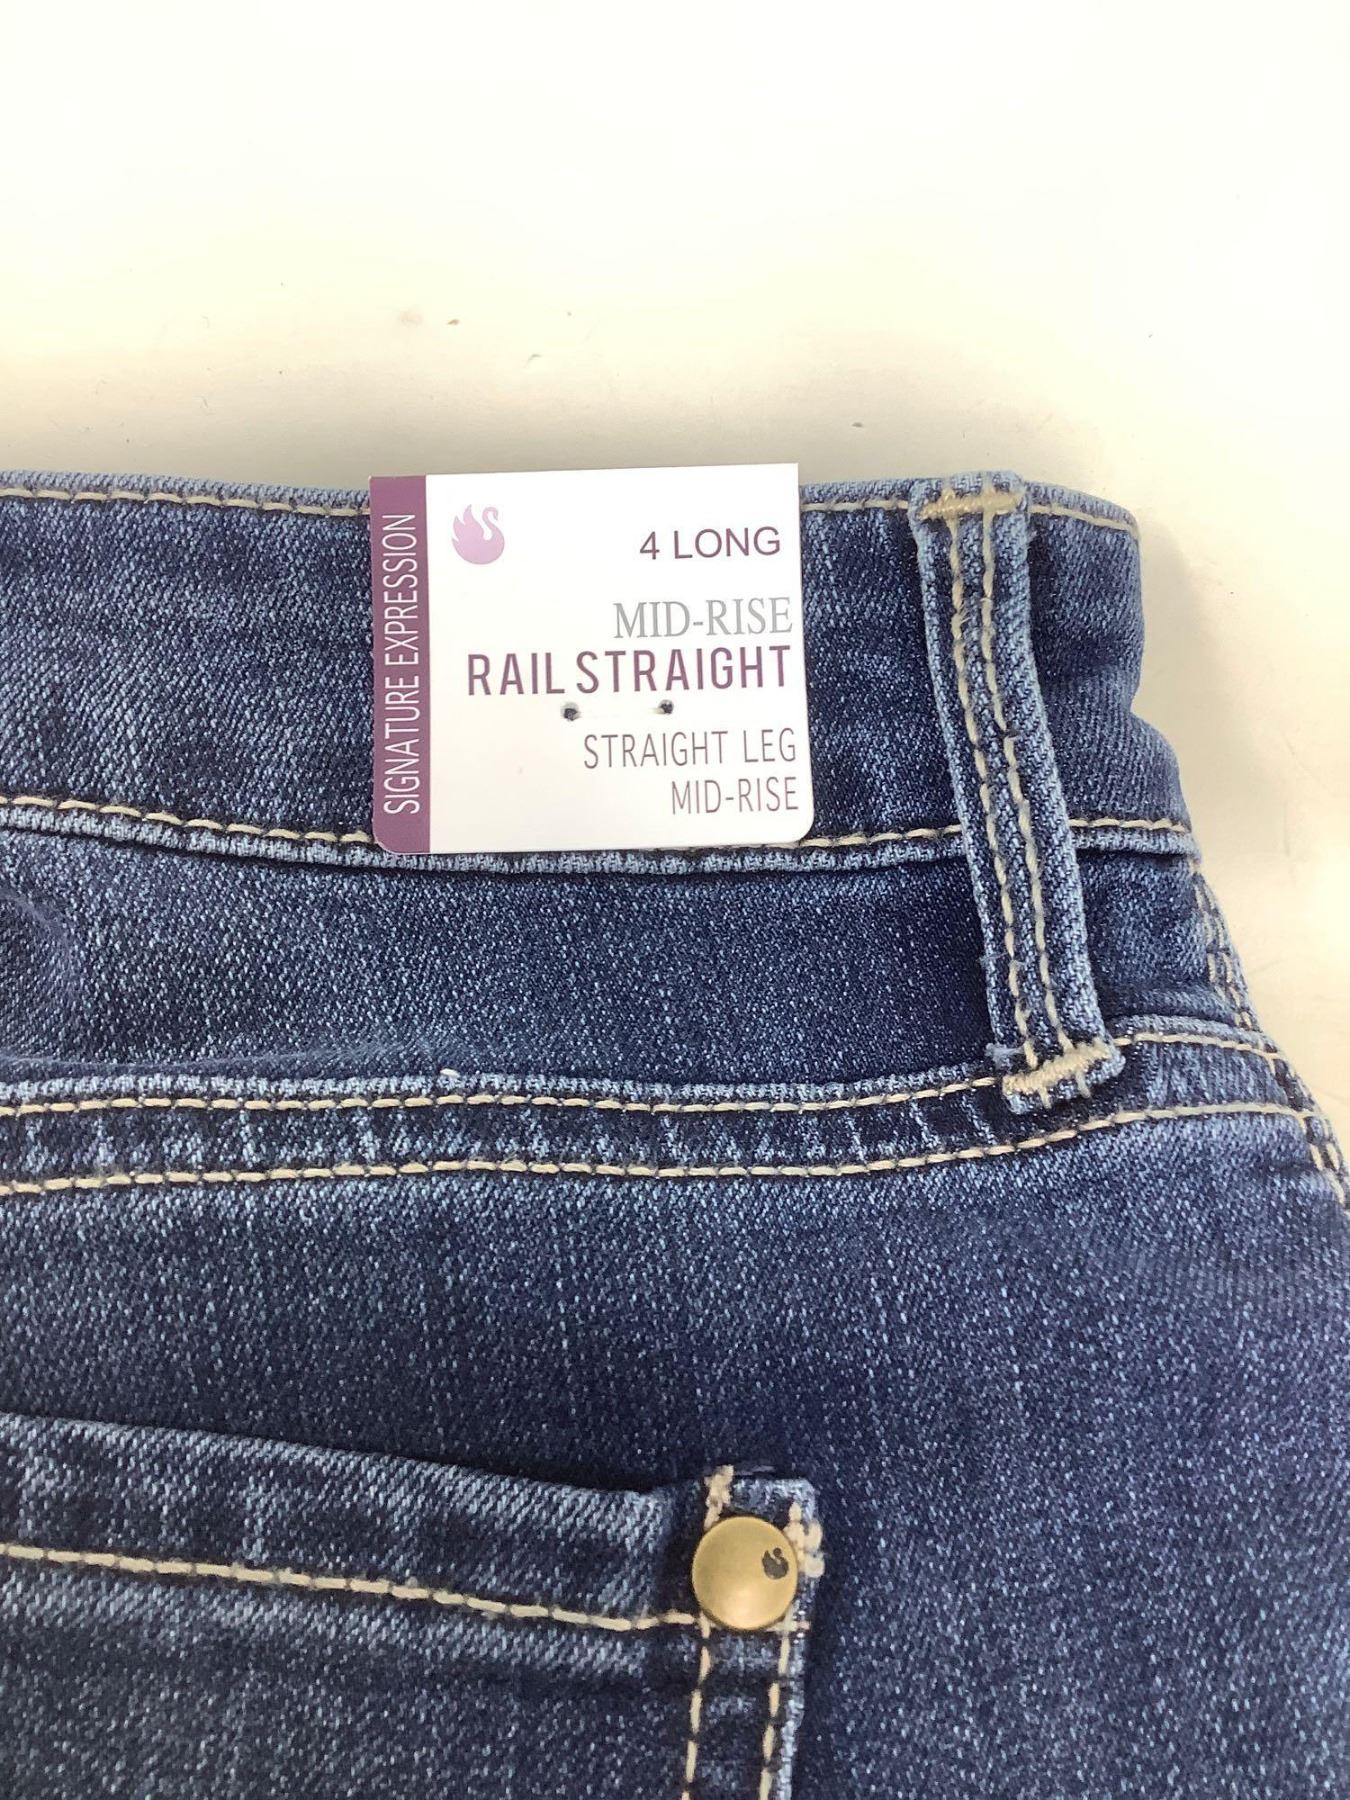 SIGNATURE EXPRESSION
4 LONG
MID-RISE
RAIL STRAIGHT
STRAIGHT LEG
MID-RISE